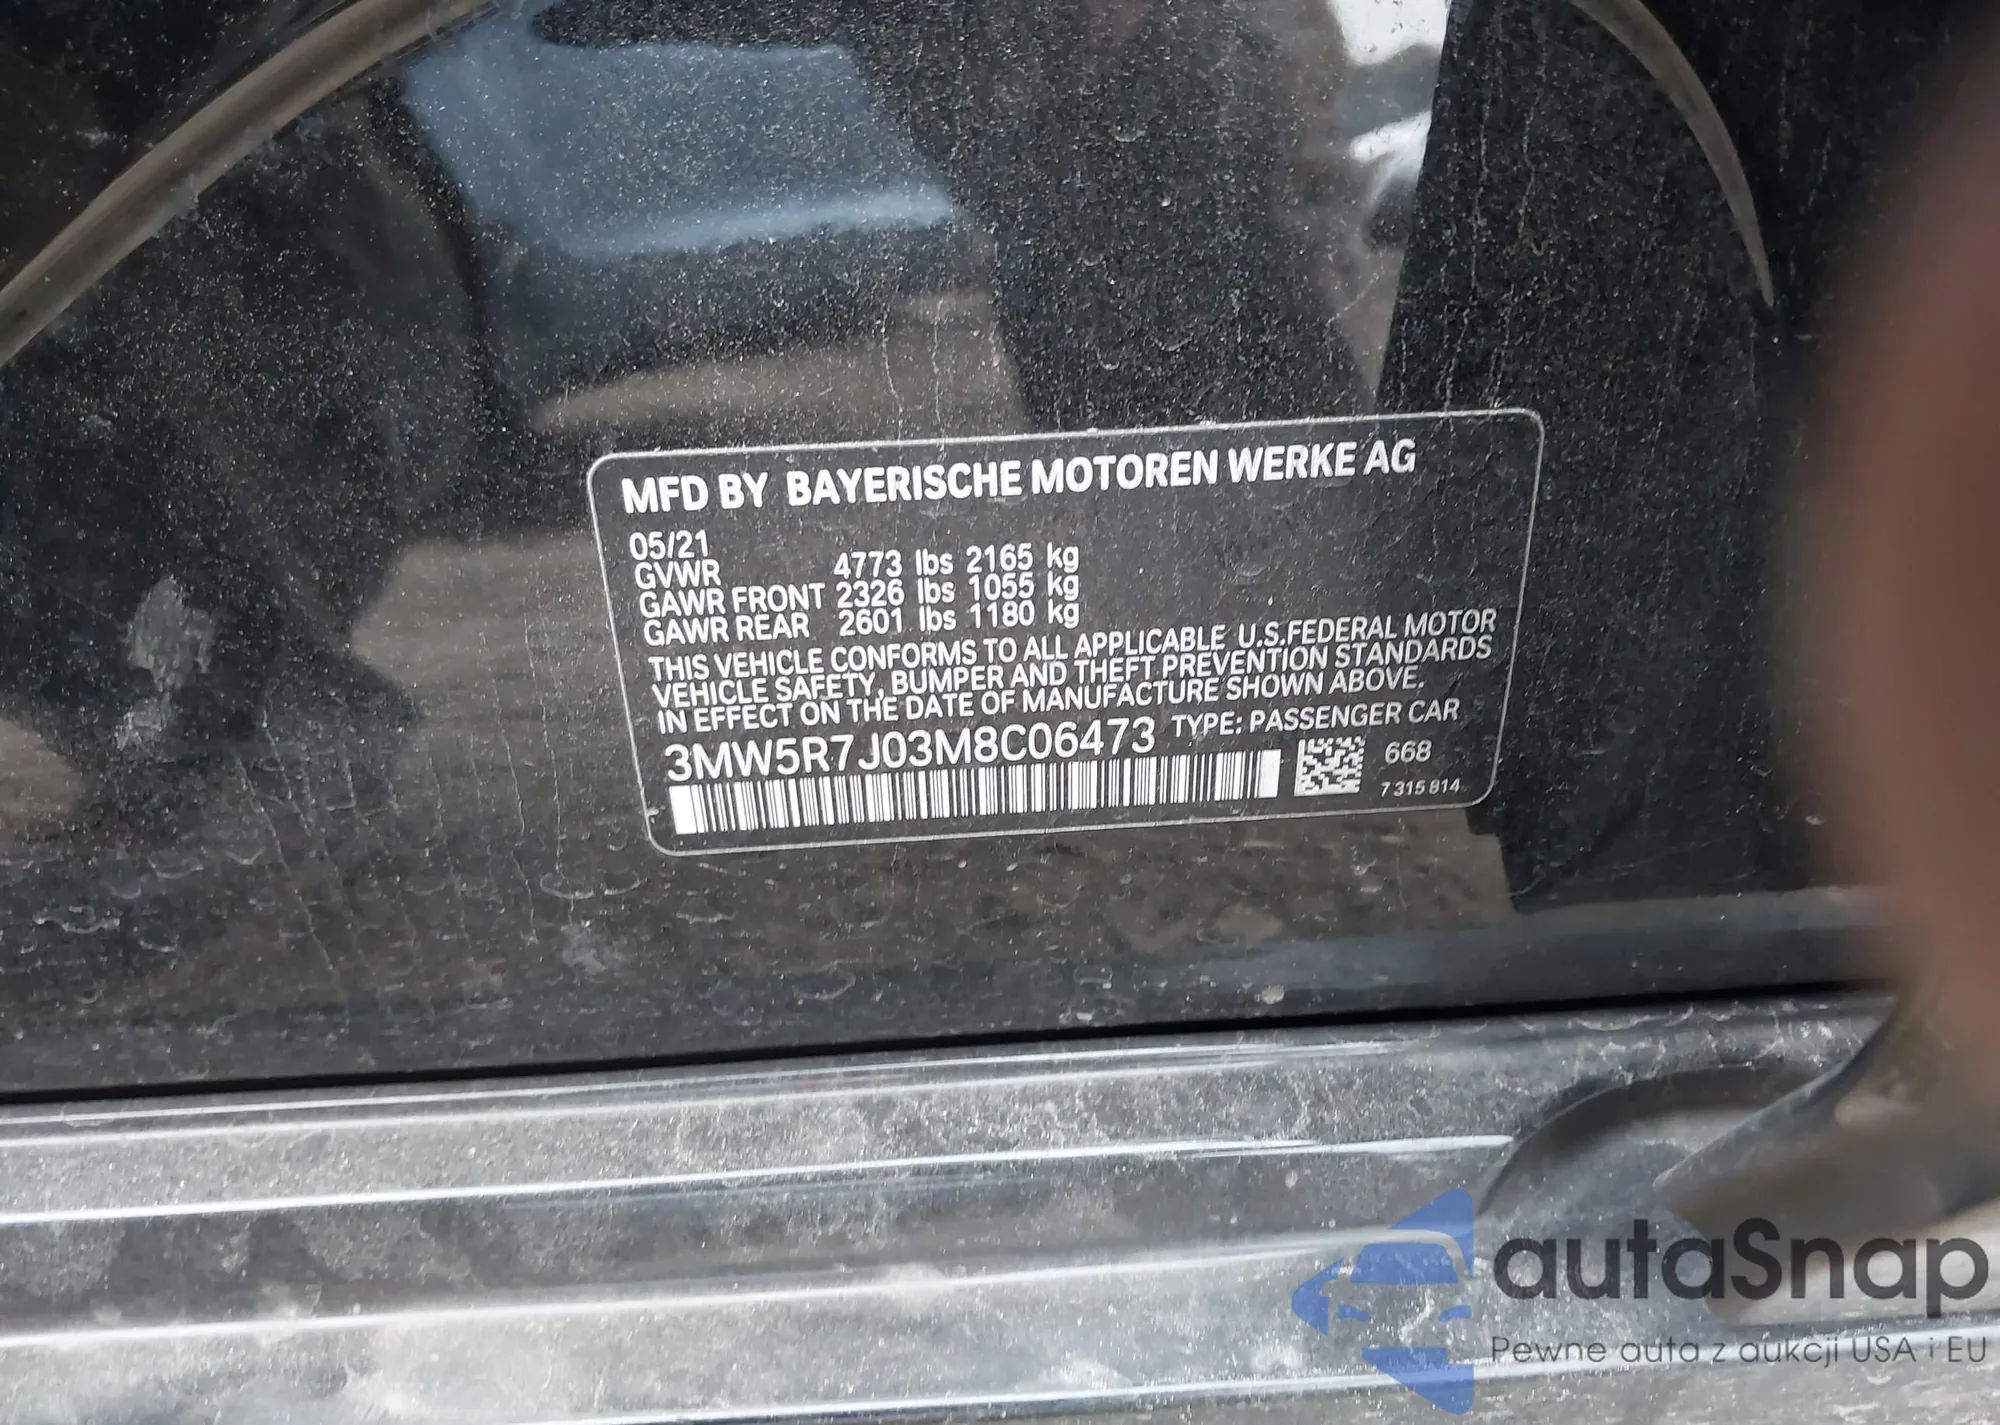 MFD BY BAYERISCHE MOTOREN WERKE AG
05/21
GVWR 4773 lbs 2165 kg
GAWR FRONT 2326 lbs 1055 kg
GAWR REAR 2601 lbs 1180 kg
THIS VEHICLE CONFORMS TO ALL APPLICABLE U.S.FEDERAL MOTOR
VEHICLE SAFETY, BUMPER AND THEFT PREVENTION STANDARDS
IN EFFECT ON THE DATE OF MANUFACTURE SHOWN ABOVE.
3MW5R7J03M8C06473 TYPE: PASSENGER CAR
668
7 315 814
autaSnap
Pewne auta z aukcji USA i EU